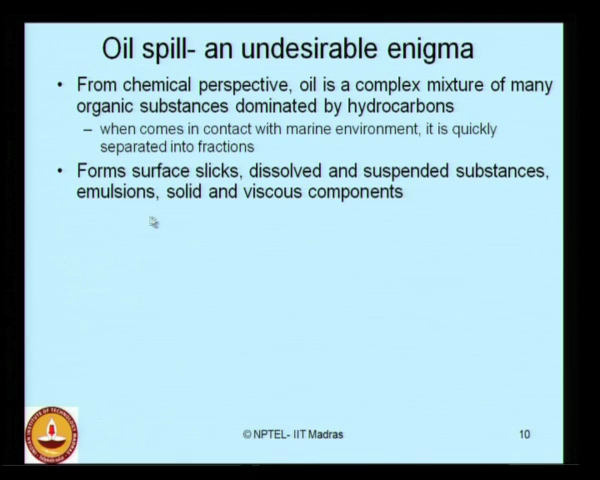 Oil spill- an undesirable enigma
• From chemical perspective, oil is a complex mixture of many
organic substances dominated by hydrocarbons
– when comes in contact with marine environment, it is quickly
separated into fractions
• Forms surface slicks, dissolved and suspended substances,
emulsions, solid and viscous components
© NPTEL- IIT Madras
10